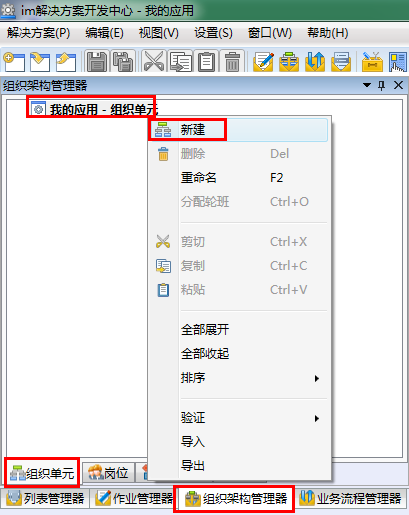 im解决方案开发中心 - 我的应用
解决方案(P) 编辑(E) 视图(V) 设置(S) 窗口(W) 帮助(H)
组织架构管理器
我的应用 - 组织单元
新建
删除 Del
重命名 F2
分配轮班 Ctrl+O
剪切 Ctrl+X
复制 Ctrl+C
粘贴 Ctrl+V
全部展开
全部收起
排序
验证
导入
导出
组织单元 岗位
列表管理器 作业管理器 组织架构管理器 业务流程管理器